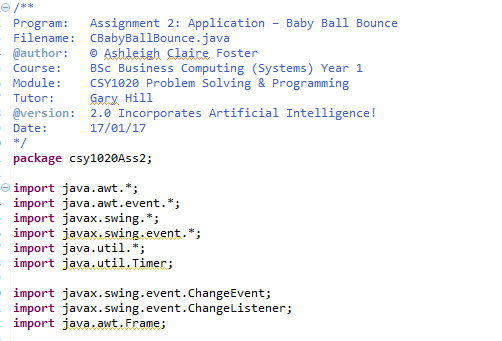 /**
Program:   Assignment 2: Application – Baby Ball Bounce
Filename:  CBabyBallBounce.java
@author:   © Ashleigh Claire Foster
Course:    BSc Business Computing (Systems) Year 1
Module:    CSY1020 Problem Solving & Programming
Tutor:     Gary Hill
@version:  2.0 Incorporates Artificial Intelligence!
Date:      17/01/17
*/
package csy1020Ass2;
import java.awt.*;
import java.awt.event.*;
import javax.swing.*;
import javax.swing.event.*;
import java.util.*;
import java.util.Timer;
import javax.swing.event.ChangeEvent;
import javax.swing.event.ChangeListener;
import java.awt.Frame;